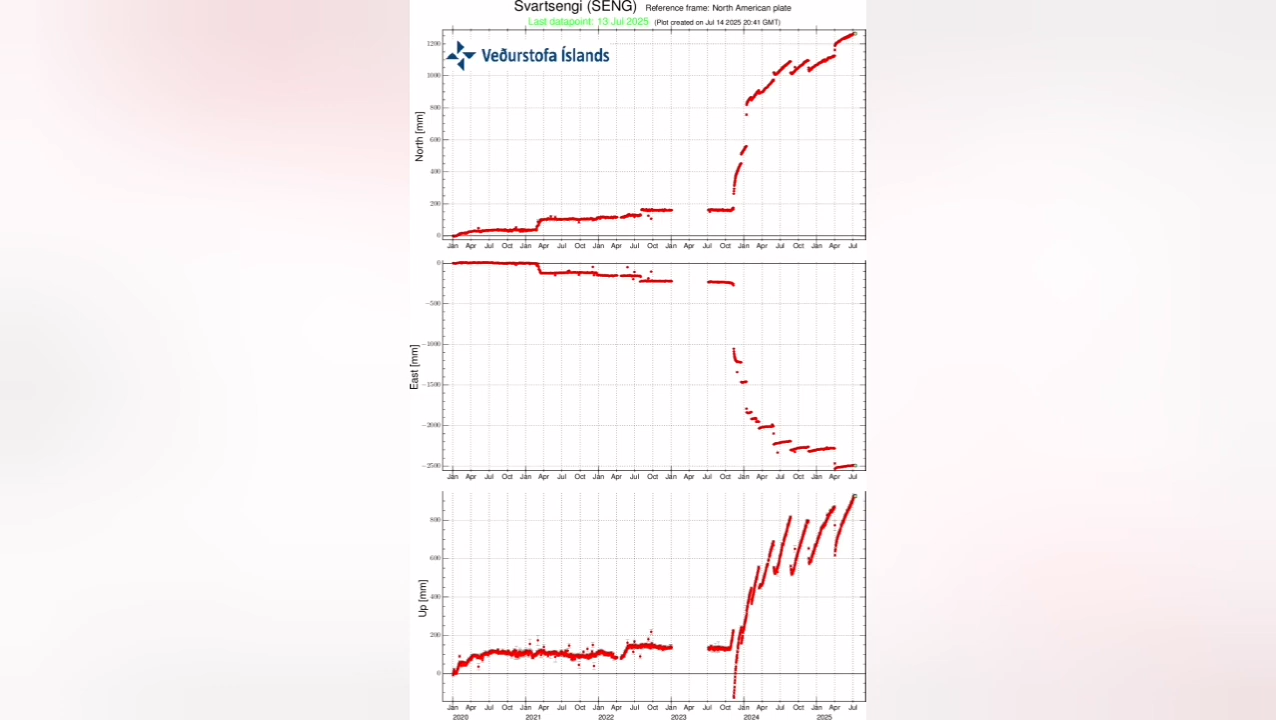 Svartsengi (SENG) Reference frame: North American plate
Last datapoint: 13 Jul 2025 (Plot created on Jul 14 2025 20:41 GMT)
Veðurstofa Íslands
North [mm]
1200
1000
800
600
400
200
0
Jan Apr Jul Oct Jan Apr Jul Oct Jan Apr Jul Oct Jan Apr Jul Oct Jan Apr Jul Oct Jan Apr Jul
East [mm]
0
−500
−1000
−1500
−2000
−2500
Jan Apr Jul Oct Jan Apr Jul Oct Jan Apr Jul Oct Jan Apr Jul Oct Jan Apr Jul Oct Jan Apr Jul
Up [mm]
800
600
400
200
0
Jan Apr Jul Oct Jan Apr Jul Oct Jan Apr Jul Oct Jan Apr Jul Oct Jan Apr Jul Oct Jan Apr Jul
2020 2021 2022 2023 2024 2025